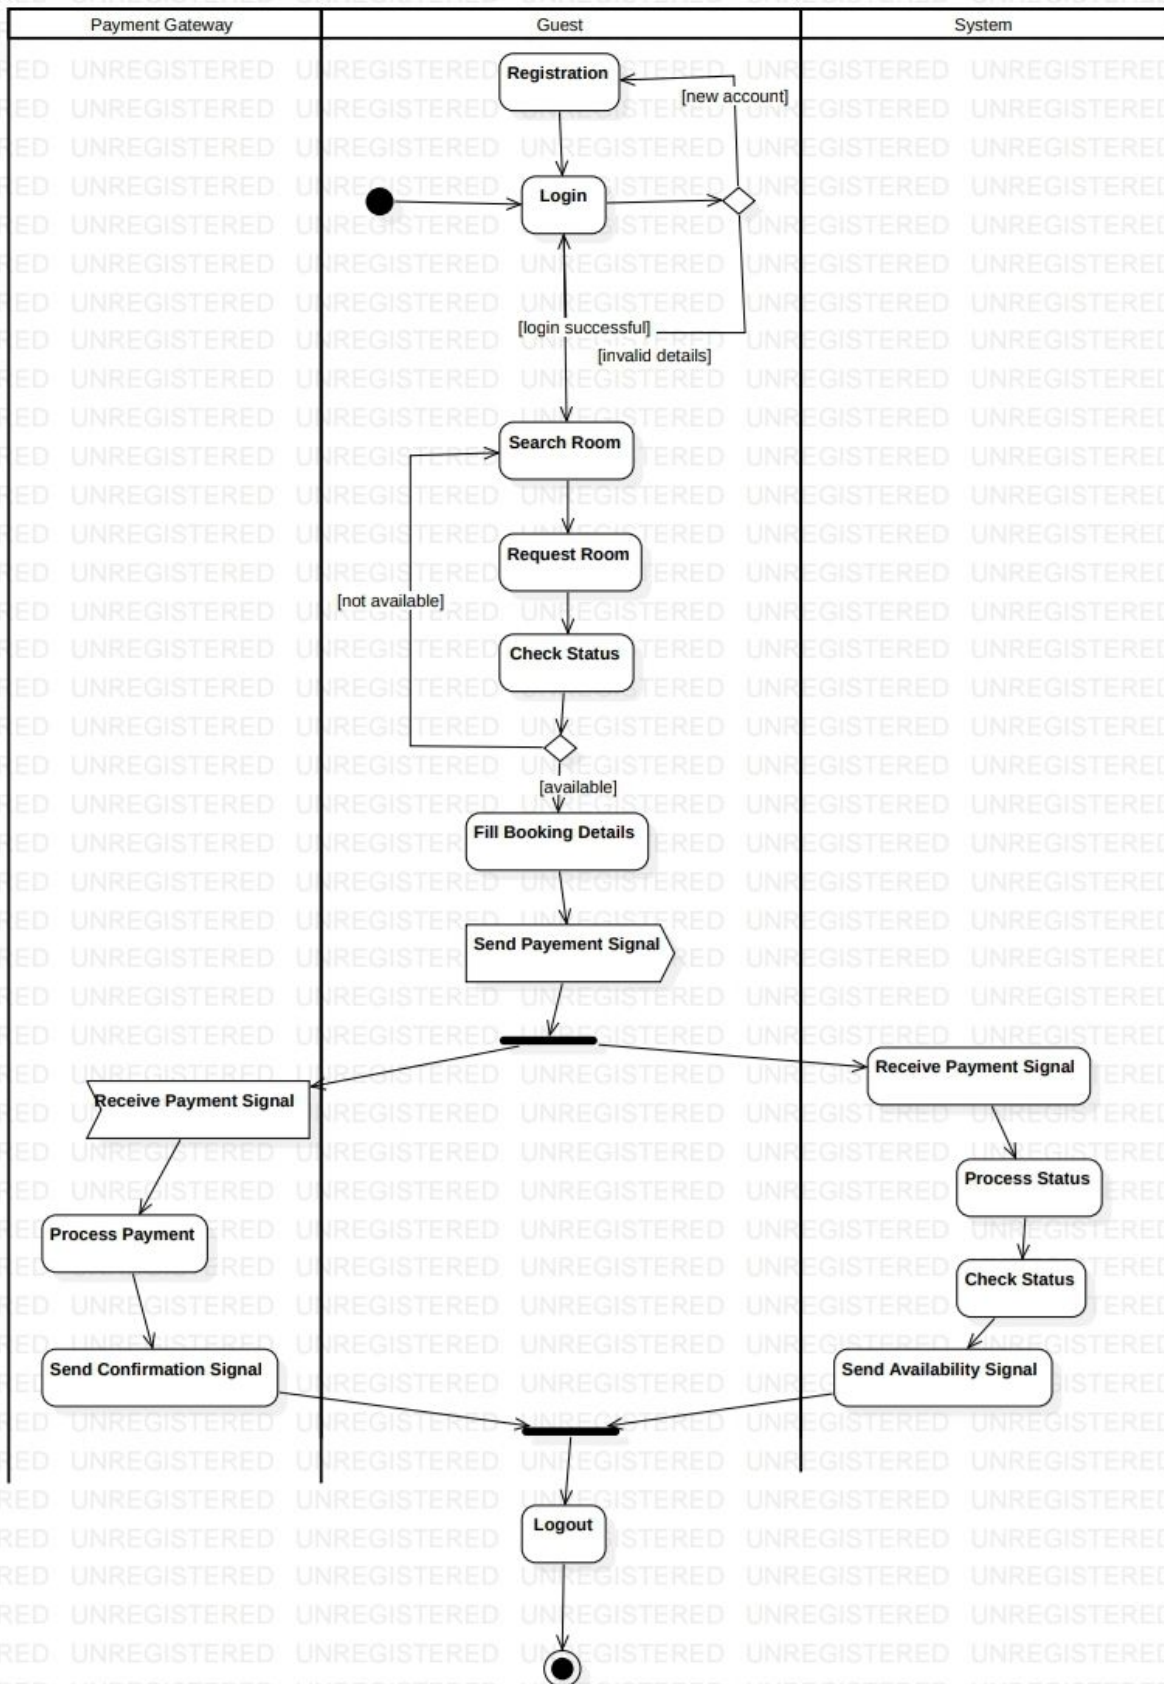 Payment Gateway
Guest
System
Registration
[new account]
Login
[login successful]
[invalid details]
Search Room
Request Room
[not available]
Check Status
[available]
Fill Booking Details
Send Payement Signal
Receive Payment Signal
Receive Payment Signal
Process Status
Process Payment
Check Status
Send Confirmation Signal
Send Availability Signal
Logout
UNREGISTERED